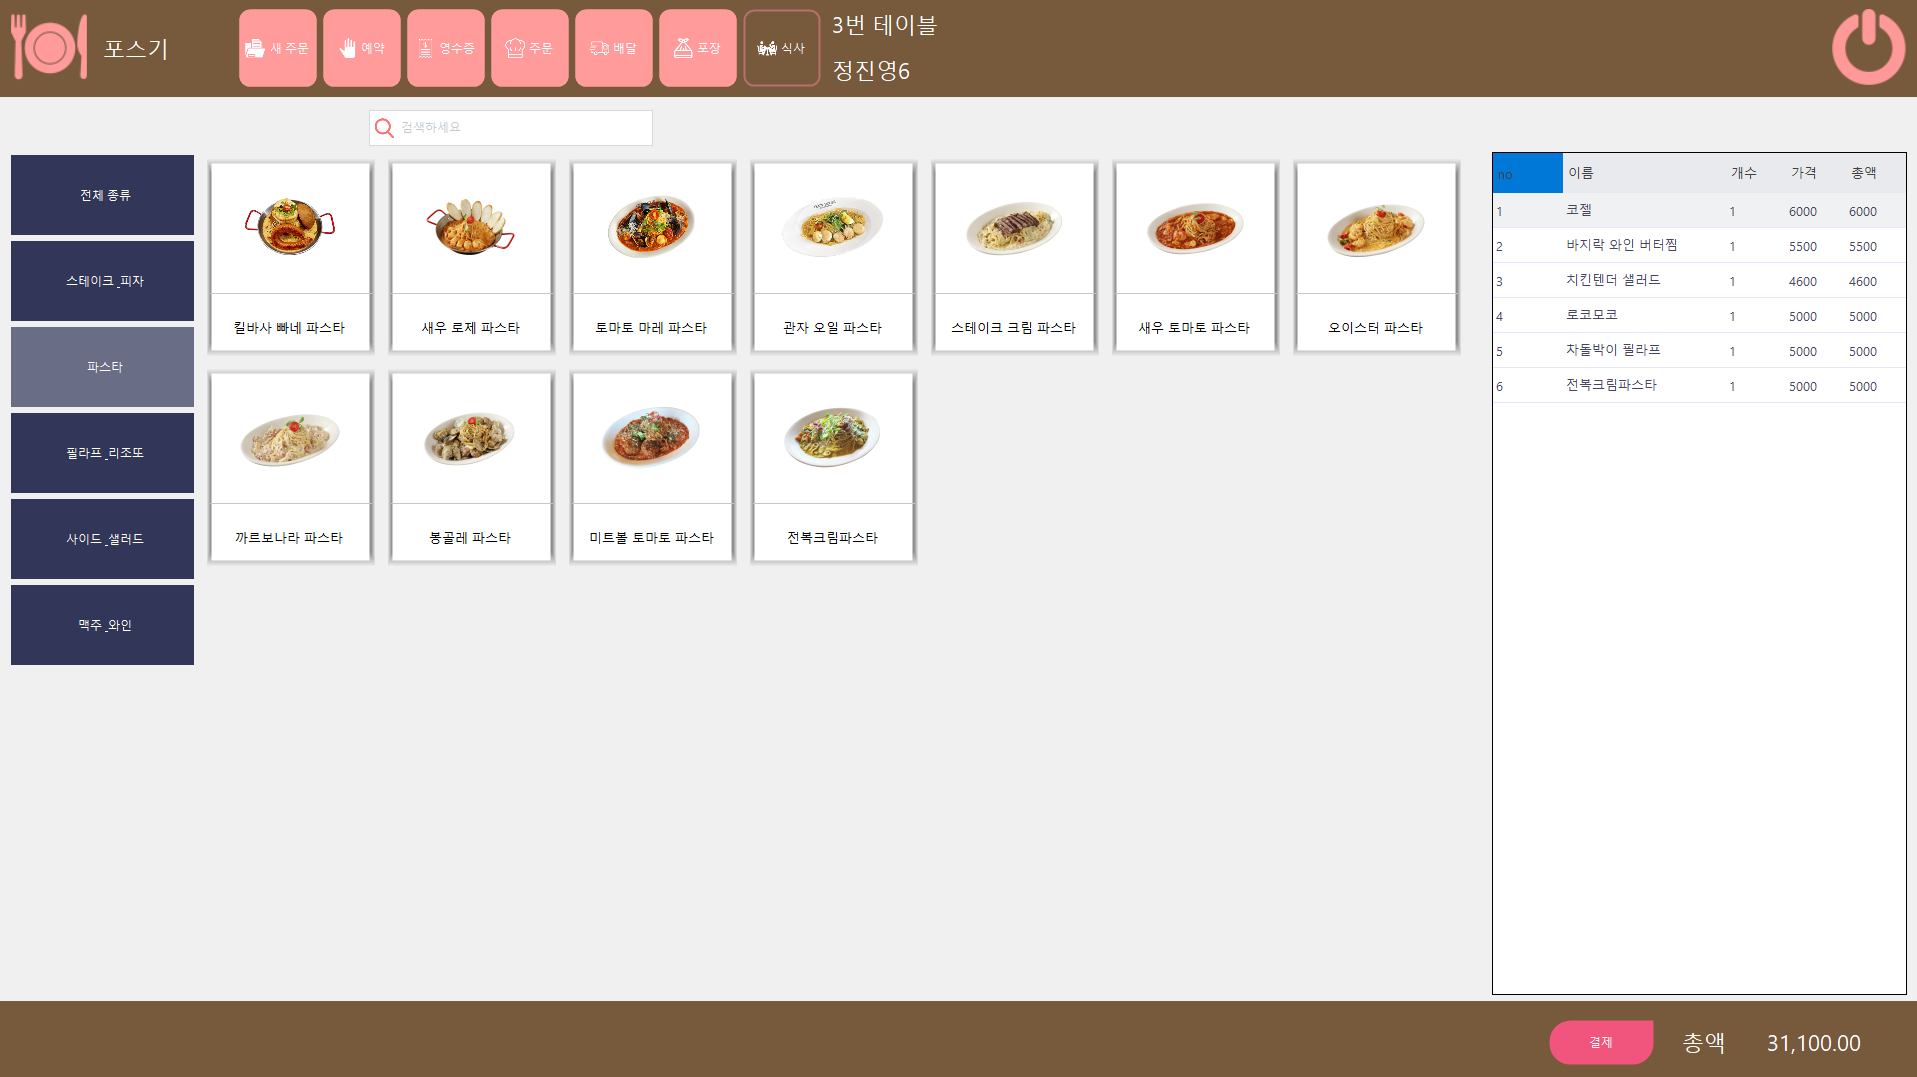 포스기
새 주문
예약
영수증
주문
배달
포장
식사
3번 테이블
정진영6
검색하세요
전체 종류
스테이크_피자
파스타
필라프_리조또
사이드_샐러드
맥주_와인
킬바사 빠네 파스타
새우 로제 파스타
토마토 마레 파스타
관자 오일 파스타
스테이크 크림 파스타
새우 토마토 파스타
오이스터 파스타
까르보나라 파스타
봉골레 파스타
미트볼 토마토 파스타
전복크림파스타
no 이름 개수 가격 총액
1 코젤 1 6000 6000
2 바지락 와인 버터찜 1 5500 5500
3 치킨텐더 샐러드 1 4600 4600
4 로코모코 1 5000 5000
5 차돌박이 필라프 1 5000 5000
6 전복크림파스타 1 5000 5000
결제
총액 31,100.00